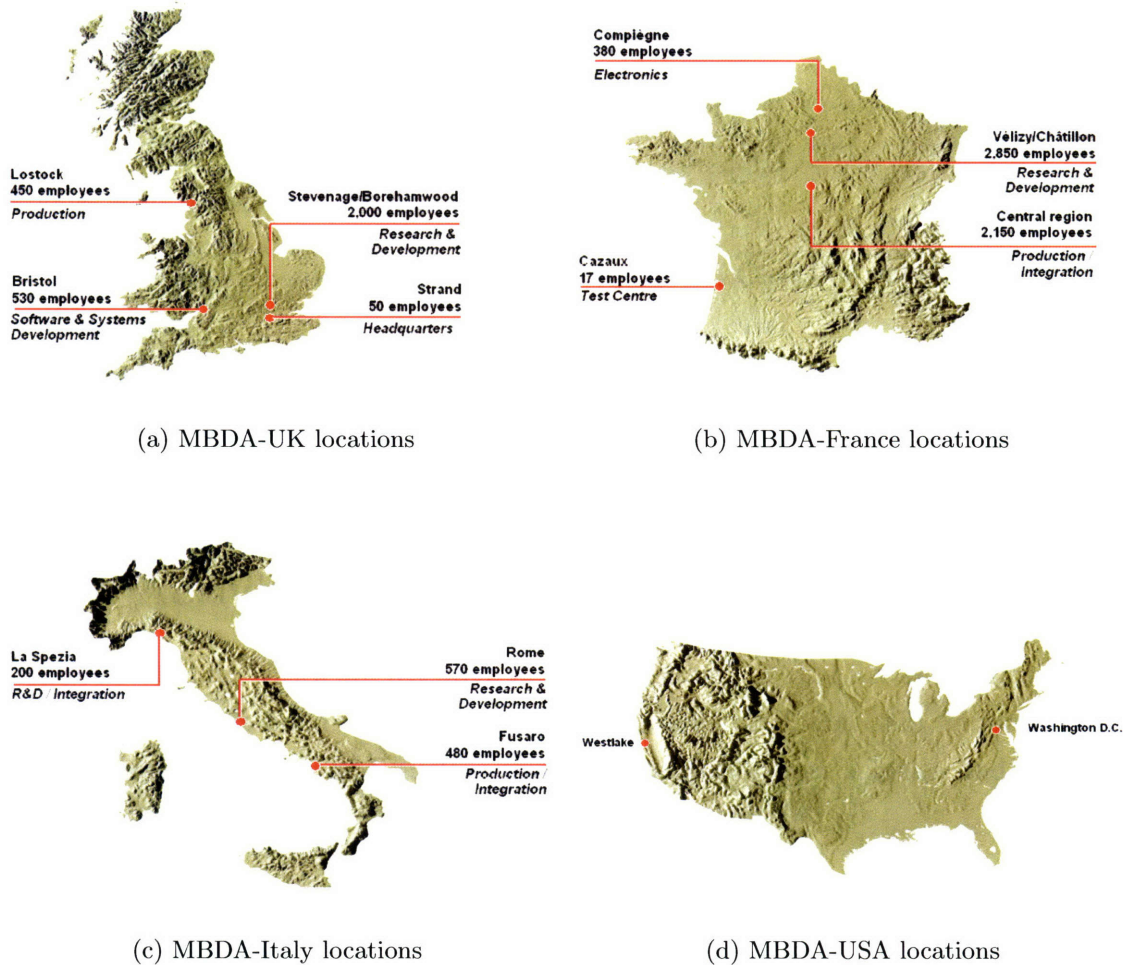 Lostock
450 employees
Production
Stevenage/Borehamwood
2,000 employees
Research &
Development
Bristol
530 employees
Software & Systems
Development
Strand
50 employees
Headquarters
(a) MBDA-UK locations
Compiègne
380 employees
Electronics
Vélizy/Châtillon
2,850 employees
Research &
Development
Central region
2,150 employees
Production /
Integration
Cazaux
17 employees
Test Centre
(b) MBDA-France locations
La Spezia
200 employees
R&D / Integration
Rome
570 employees
Research &
Development
Fusaro
480 employees
Production /
Integration
(c) MBDA-Italy locations
Westlake
Washington D.C.
(d) MBDA-USA locations